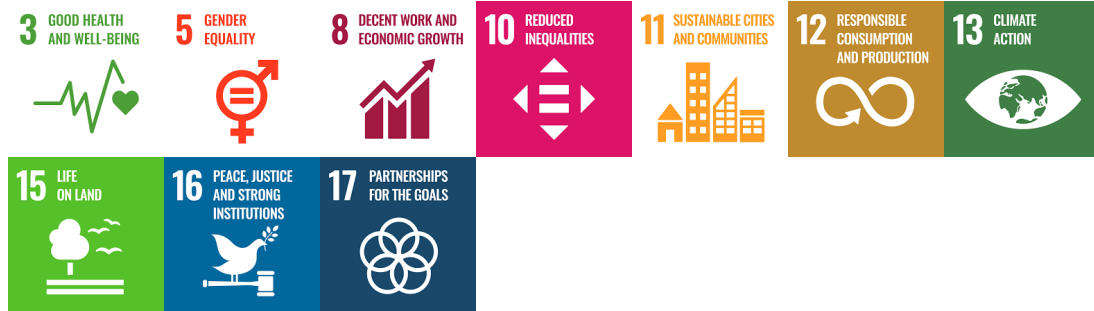 3 GOOD HEALTH
AND WELL-BEING
5 GENDER
EQUALITY
8 DECENT WORK AND
ECONOMIC GROWTH
10 REDUCED
INEQUALITIES
11 SUSTAINABLE CITIES
AND COMMUNITIES
12 RESPONSIBLE
CONSUMPTION
AND PRODUCTION
13 CLIMATE
ACTION
15 LIFE
ON LAND
16 PEACE, JUSTICE
AND STRONG
INSTITUTIONS
17 PARTNERSHIPS
FOR THE GOALS